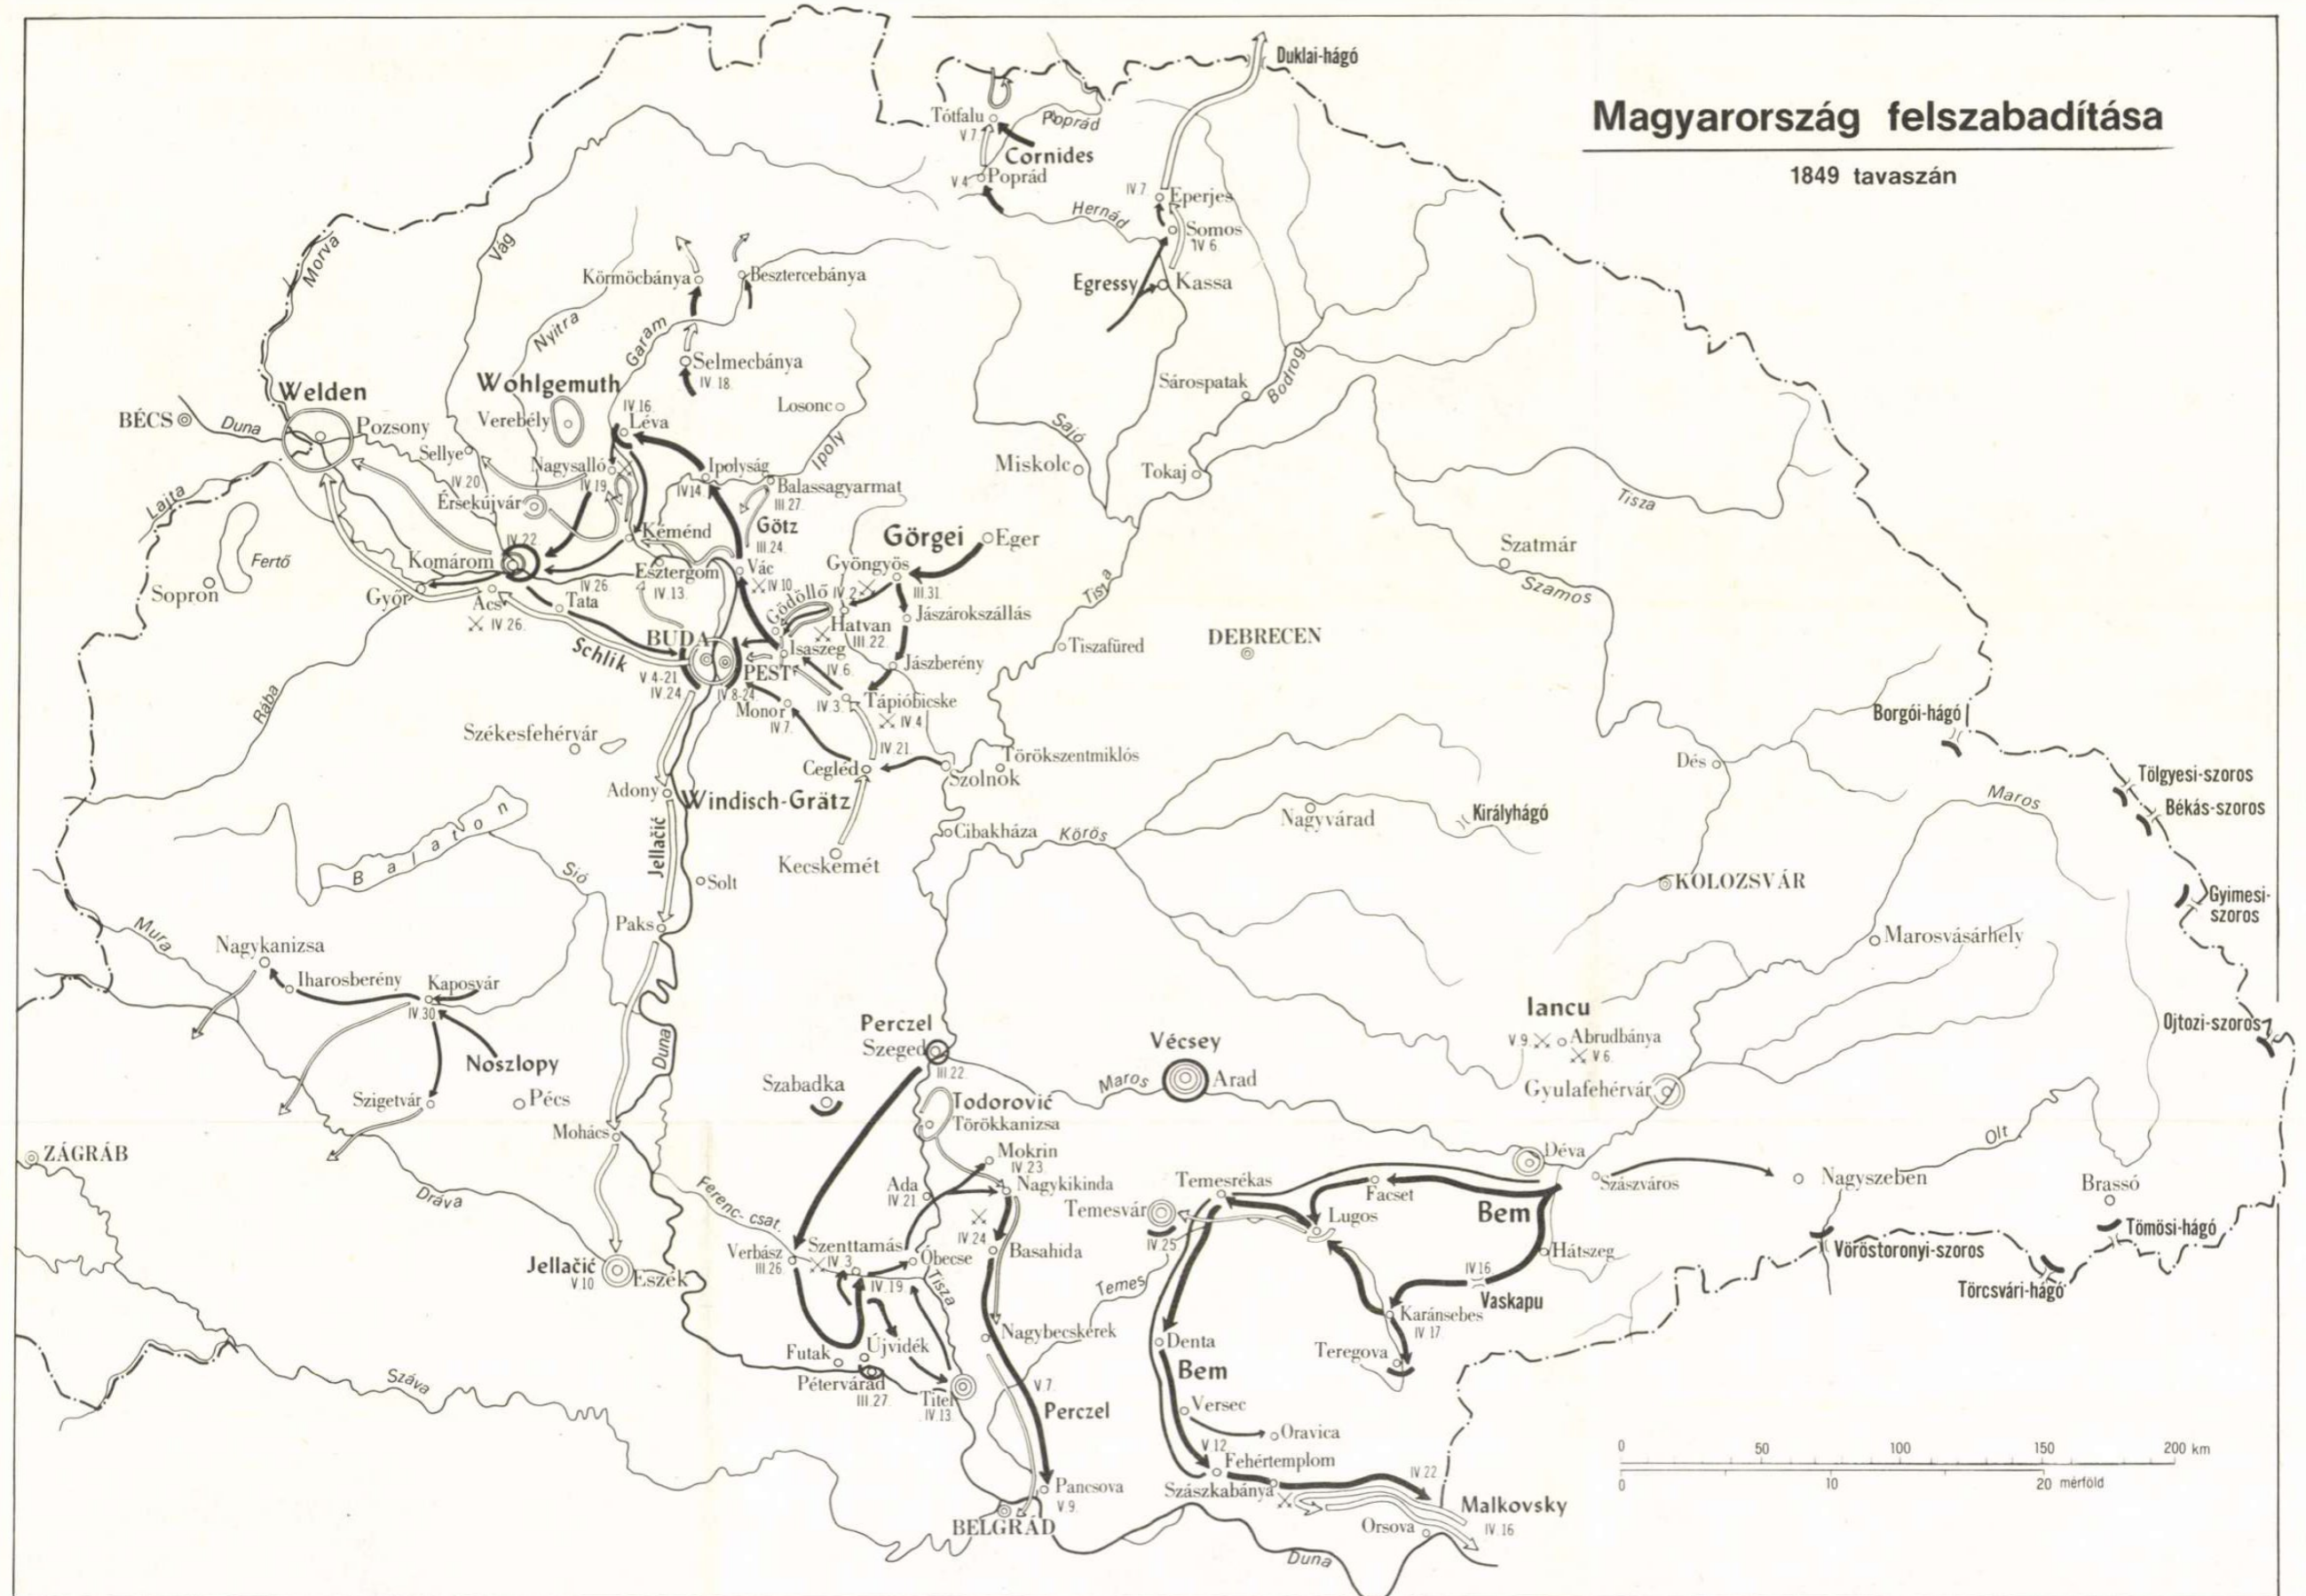 Magyarország felszabadítása
1849 tavaszán
Duklai-hágó
Tótfalu
V 7.
Poprád
Cornides
V 4
Poprád
IV 7
Eperjes
Hernád
Somos
IV 6.
Egressy
Kassa
Morva
Vág
Körmöcbánya
Besztercebánya
Nyitra
Garam
Selmecbánya
IV. 18.
Welden
Wohlgemuth
BÉCS
Duna
Pozsony
Verebély
IV. 16.
Léva
Losonc
Sárospatak
Bodrog
Sellye
Nagysalló
IV 19.
Ipolyság
IV 14
Ipoly
Sajó
Miskolc
Tokaj
Tisza
Lajta
IV. 20
Érsekújvár
Balassagyarmat
III. 27.
Götz
III. 24.
Kéménd
Görgei
Eger
Szatmár
Szamos
IV. 22.
Komárom
Fertő
Sopron
Győr
Ács
IV. 26.
IV. 26.
Tata
Esztergom
IV. 13.
Vác
IV 10.
Gyöngyös
III. 31.
Gödöllő
IV. 2.
Hatvan
III. 22.
Jászárokszállás
Tisza
Tiszafüred
DEBRECEN
Schlik
BUDA
PEST
Isaszeg
IV. 6.
Jászberény
V 4-21
IV. 24
IV 8-24
Monor
IV. 7.
IV. 3.
Tápióbicske
IV 4
Rába
Székesfehérvár
IV. 21.
Cegléd
Szolnok
Törökszentmiklós
Borgói-hágó
Dés
Tölgyesi-szoros
Békás-szoros
Maros
Adony
Windisch-Grätz
Jellačić
Balaton
Sió
Cibakháza
Körös
Nagyvárad
Királyhágó
Kecskemét
Solt
KOLOZSVÁR
Gyimesi-
szoros
Paks
Mura
Nagykanizsa
Iharosberény
Kaposvár
IV. 30.
Marosvásárhely
Noszlopy
Duna
Perczel
Szeged
III. 22.
Vécsey
Arad
Maros
Iancu
V 9.
Abrudbánya
V 6.
Ojtozi-szoros
Gyulafehérvár
Szigetvár
Pécs
Szabadka
Todorović
Törökkanizsa
Mohács
ZÁGRÁB
Dráva
Mokrin
IV. 23.
Ada
IV. 21
Nagykikinda
Déva
Szászváros
Nagyszeben
Olt
Brassó
Temesrékas
Facset
Temesvár
Lugos
Bem
IV. 25
Ferenc- csat.
Verbász
III. 26.
Szenttamás
IV. 3.
Óbecse
IV. 24
Basahida
IV. 19.
Tisza
Hátszeg
Vöröstoronyi-szoros
Tömösi-hágó
Törcsvári-hágó
Jellačić
V 10
Eszék
Temes
IV. 16
Vaskapu
Karánsebes
IV 17
Teregova
Nagybecskerek
Futak
Újvidék
Pétervárad
III. 27.
Titel
IV. 13.
Denta
Bem
V 7.
Perczel
Száva
Versec
Oravica
V 12.
Fehértemplom
Szászkabánya
IV 22
Pancsova
V 9.
BELGRÁD
Malkovsky
IV. 16
Orsova
Duna
0 50 100 150 200 km
0 10 20 mérföld